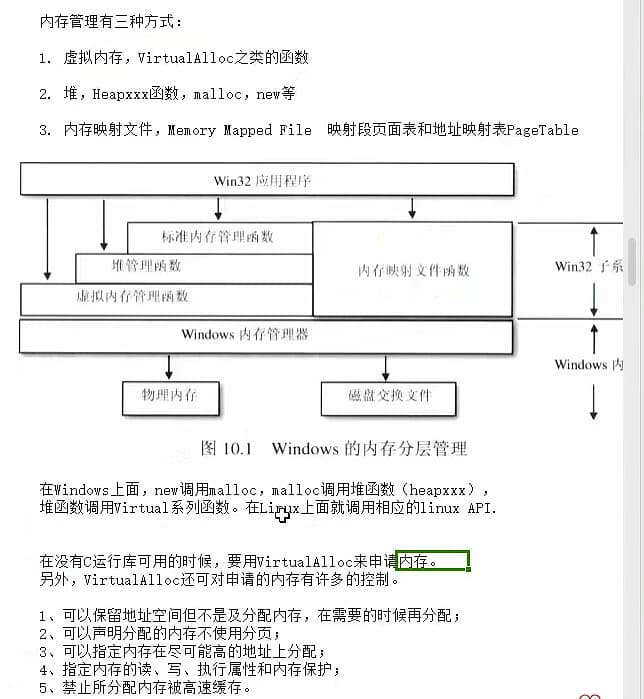 内存管理有三种方式:
1. 虚拟内存,VirtualAlloc之类的函数
2. 堆,Heapxxx函数,malloc,new等
3. 内存映射文件,Memory Mapped File  映射段页面表和地址映射表PageTable
Win32 应用程序
标准内存管理函数
堆管理函数
虚拟内存管理函数
内存映射文件函数
Win32 子系
Windows 内存管理器
Windows 内
物理内存
磁盘交换文件
图 10.1  Windows 的内存分层管理
在Windows上面,new调用malloc,malloc调用堆函数(heapxxx),
堆函数调用Virtual系列函数。在Linux上面就调用相应的linux API.
在没有C运行库可用的时候,要用VirtualAlloc来申请内存。
另外,VirtualAlloc还可对申请的内存有许多的控制。
1、可以保留地址空间但不是及分配内存,在需要的时候再分配;
2、可以声明分配的内存不使用分页;
3、可以指定内存在尽可能高的地址上分配;
4、指定内存的读、写、执行属性和内存保护;
5、禁止所分配内存被高速缓存。